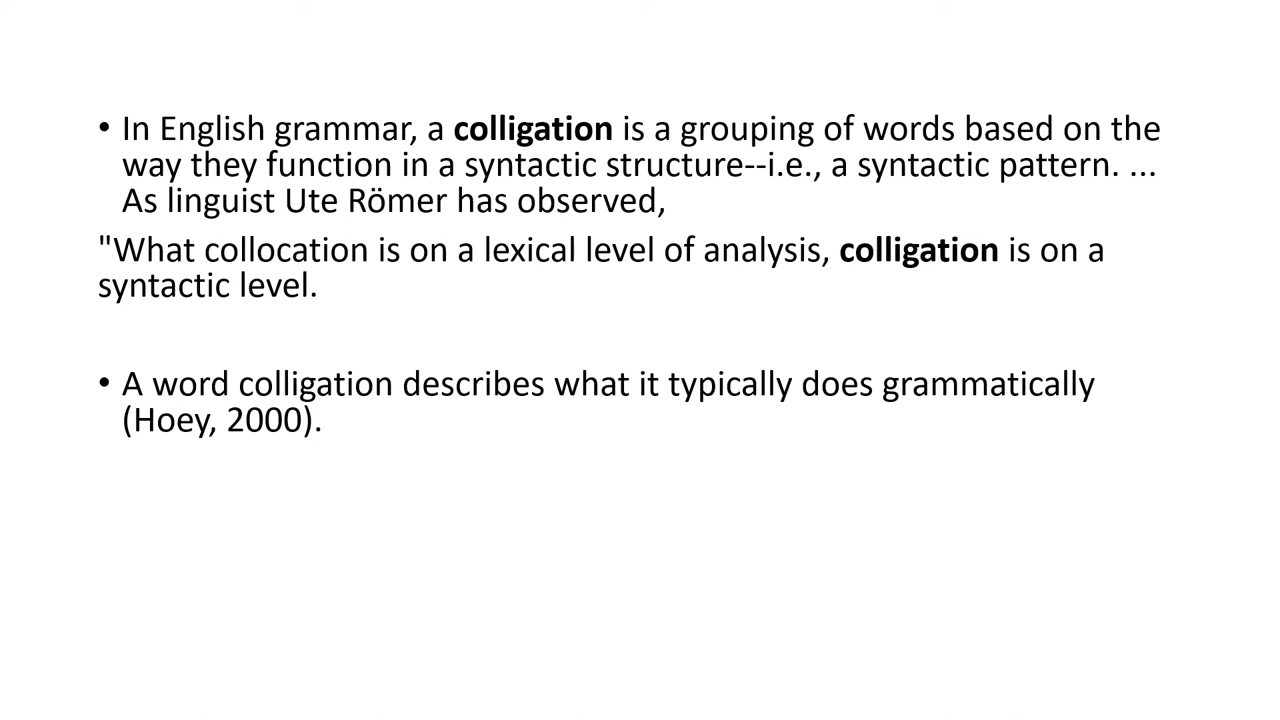 • In English grammar, a colligation is a grouping of words based on the
way they function in a syntactic structure--i.e., a syntactic pattern. ...
As linguist Ute Römer has observed,
"What collocation is on a lexical level of analysis, colligation is on a
syntactic level.
• A word colligation describes what it typically does grammatically
(Hoey, 2000).